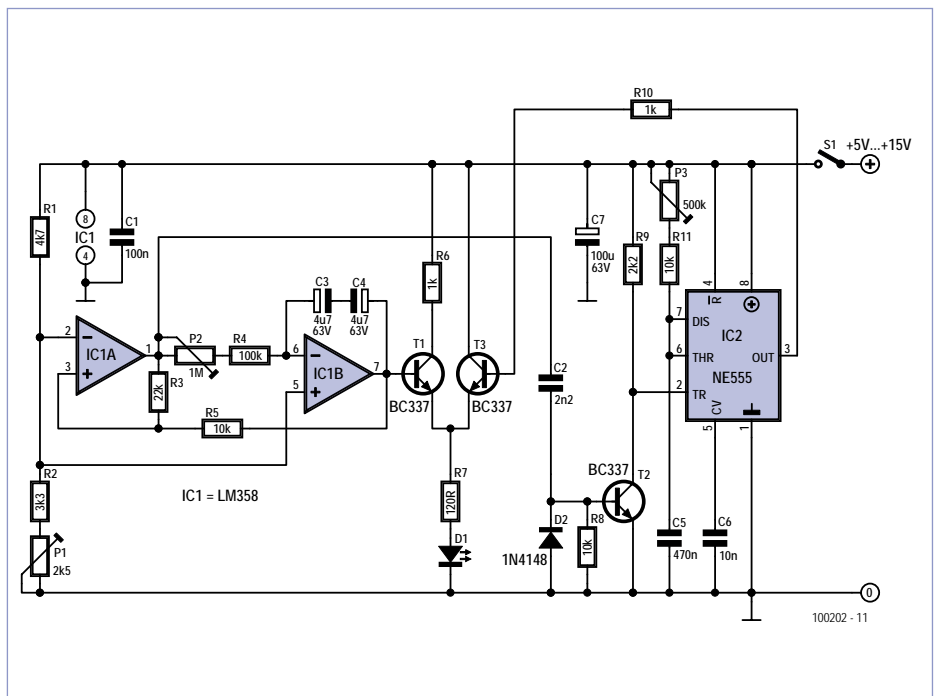 R10
1k
S1
+5V...+15V
R1
4k7
8
IC1
4
C1
100n
R6
1k
C7
100u
63V
R9
2k2
P3
500k
R11
10k
4
R
8
C3
C4
4u7
63V
4u7
63V
2
IC1A
3
1
P2
1M
R4
100k
6
IC1B
5
7
T1
BC337
T3
BC337
R3
22k
R5
10k
C2
2n2
7
DIS
6
THR
2
TR
IC2
NE555
OUT
3
CV
5
1
R2
3k3
IC1 = LM358
P1
2k5
R7
120R
D1
BC337
T2
D2
1N4148
R8
10k
C5
470n
C6
10n
0
100202 - 11